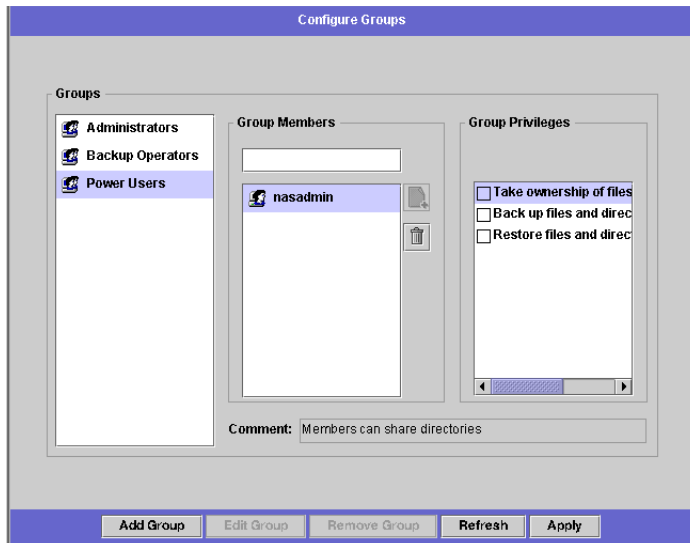 Configure Groups
Groups
Administrators
Backup Operators
Power Users
Group Members
nasadmin
Group Privileges
Take ownership of files
Back up files and direc
Restore files and direc
Comment: Members can share directories
Add Group Edit Group Remove Group Refresh Apply